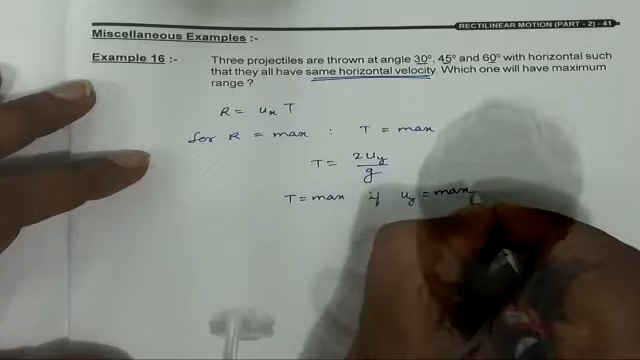 RECTILINEAR MOTION (PART - 2) - 41
Miscellaneous Examples :-
Example 16 :- Three projectiles are thrown at angle 30°, 45° and 60° with horizontal such
that they all have same horizontal velocity. Which one will have maximum
range ?
R = uₓ T
for R = max : T = max
T = 2u_y / g
T = max if u_y = max